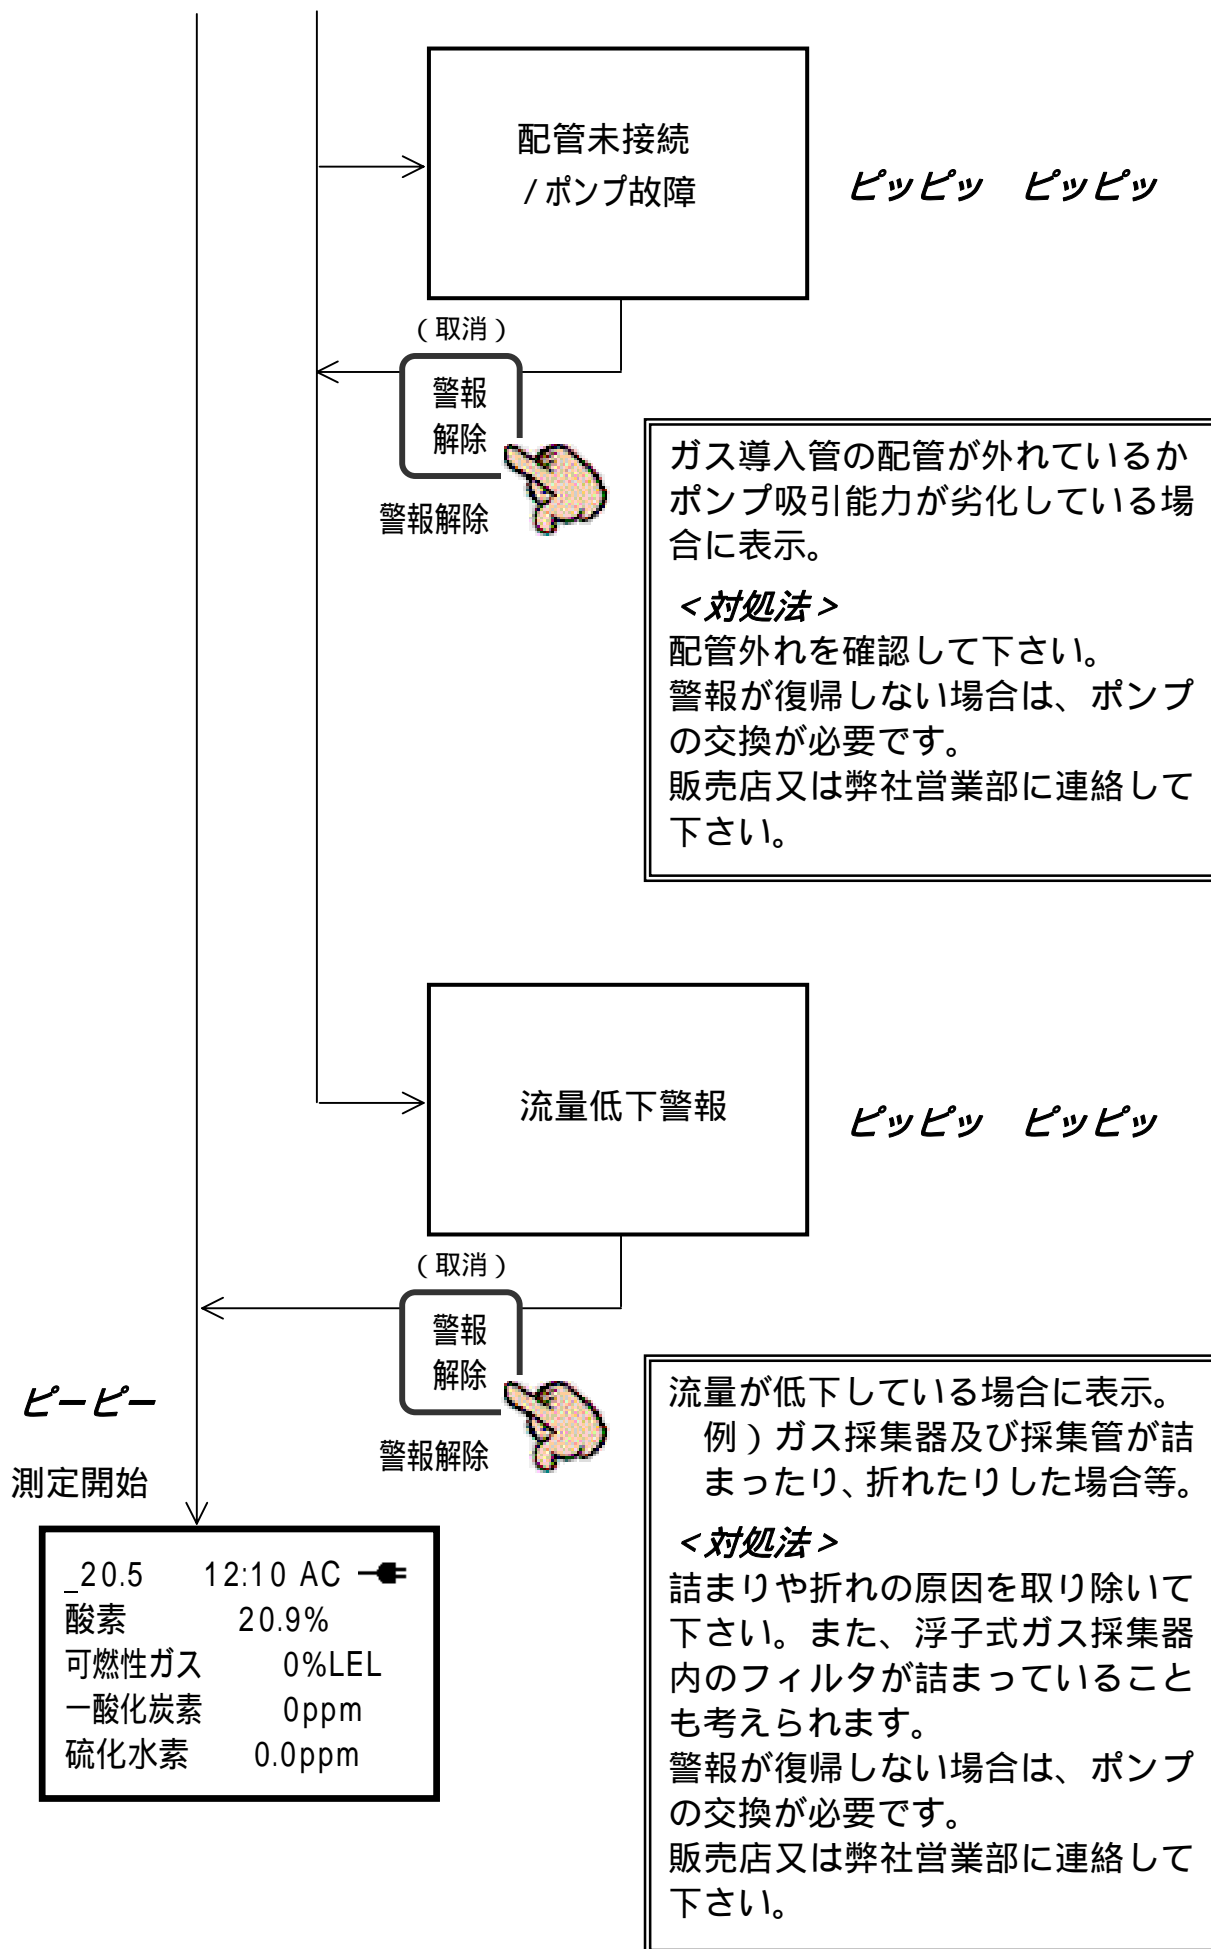 配管未接続
/ポンプ故障
ピッピッ　ピッピッ
(取消)
警報
解除
警報解除
ガス導入管の配管が外れているか
ポンプ吸引能力が劣化している場
合に表示。
<対処法>
配管外れを確認して下さい。
警報が復帰しない場合は、ポンプ
の交換が必要です。
販売店又は弊社営業部に連絡して
下さい。
流量低下警報
ピッピッ　ピッピッ
(取消)
警報
解除
警報解除
流量が低下している場合に表示。
例)ガス採集器及び採集管が詰
まったり、折れたりした場合等。
<対処法>
詰まりや折れの原因を取り除いて
下さい。また、浮子式ガス採集器
内のフィルタが詰まっていること
も考えられます。
警報が復帰しない場合は、ポンプ
の交換が必要です。
販売店又は弊社営業部に連絡して
下さい。
ピーピー
測定開始
_20.5 12:10 AC
酸素 20.9%
可燃性ガス 0%LEL
一酸化炭素 0ppm
硫化水素 0.0ppm